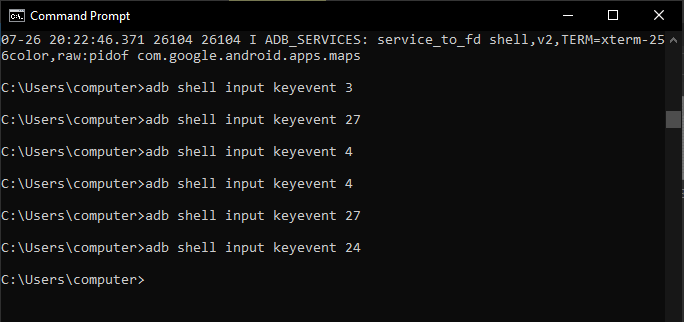 Command Prompt
07-26 20:22:46.371 26104 26104 I ADB_SERVICES: service_to_fd shell,v2,TERM=xterm-25
6color,raw:pidof com.google.android.apps.maps
C:\Users\computer>adb shell input keyevent 3
C:\Users\computer>adb shell input keyevent 27
C:\Users\computer>adb shell input keyevent 4
C:\Users\computer>adb shell input keyevent 4
C:\Users\computer>adb shell input keyevent 27
C:\Users\computer>adb shell input keyevent 24
C:\Users\computer>